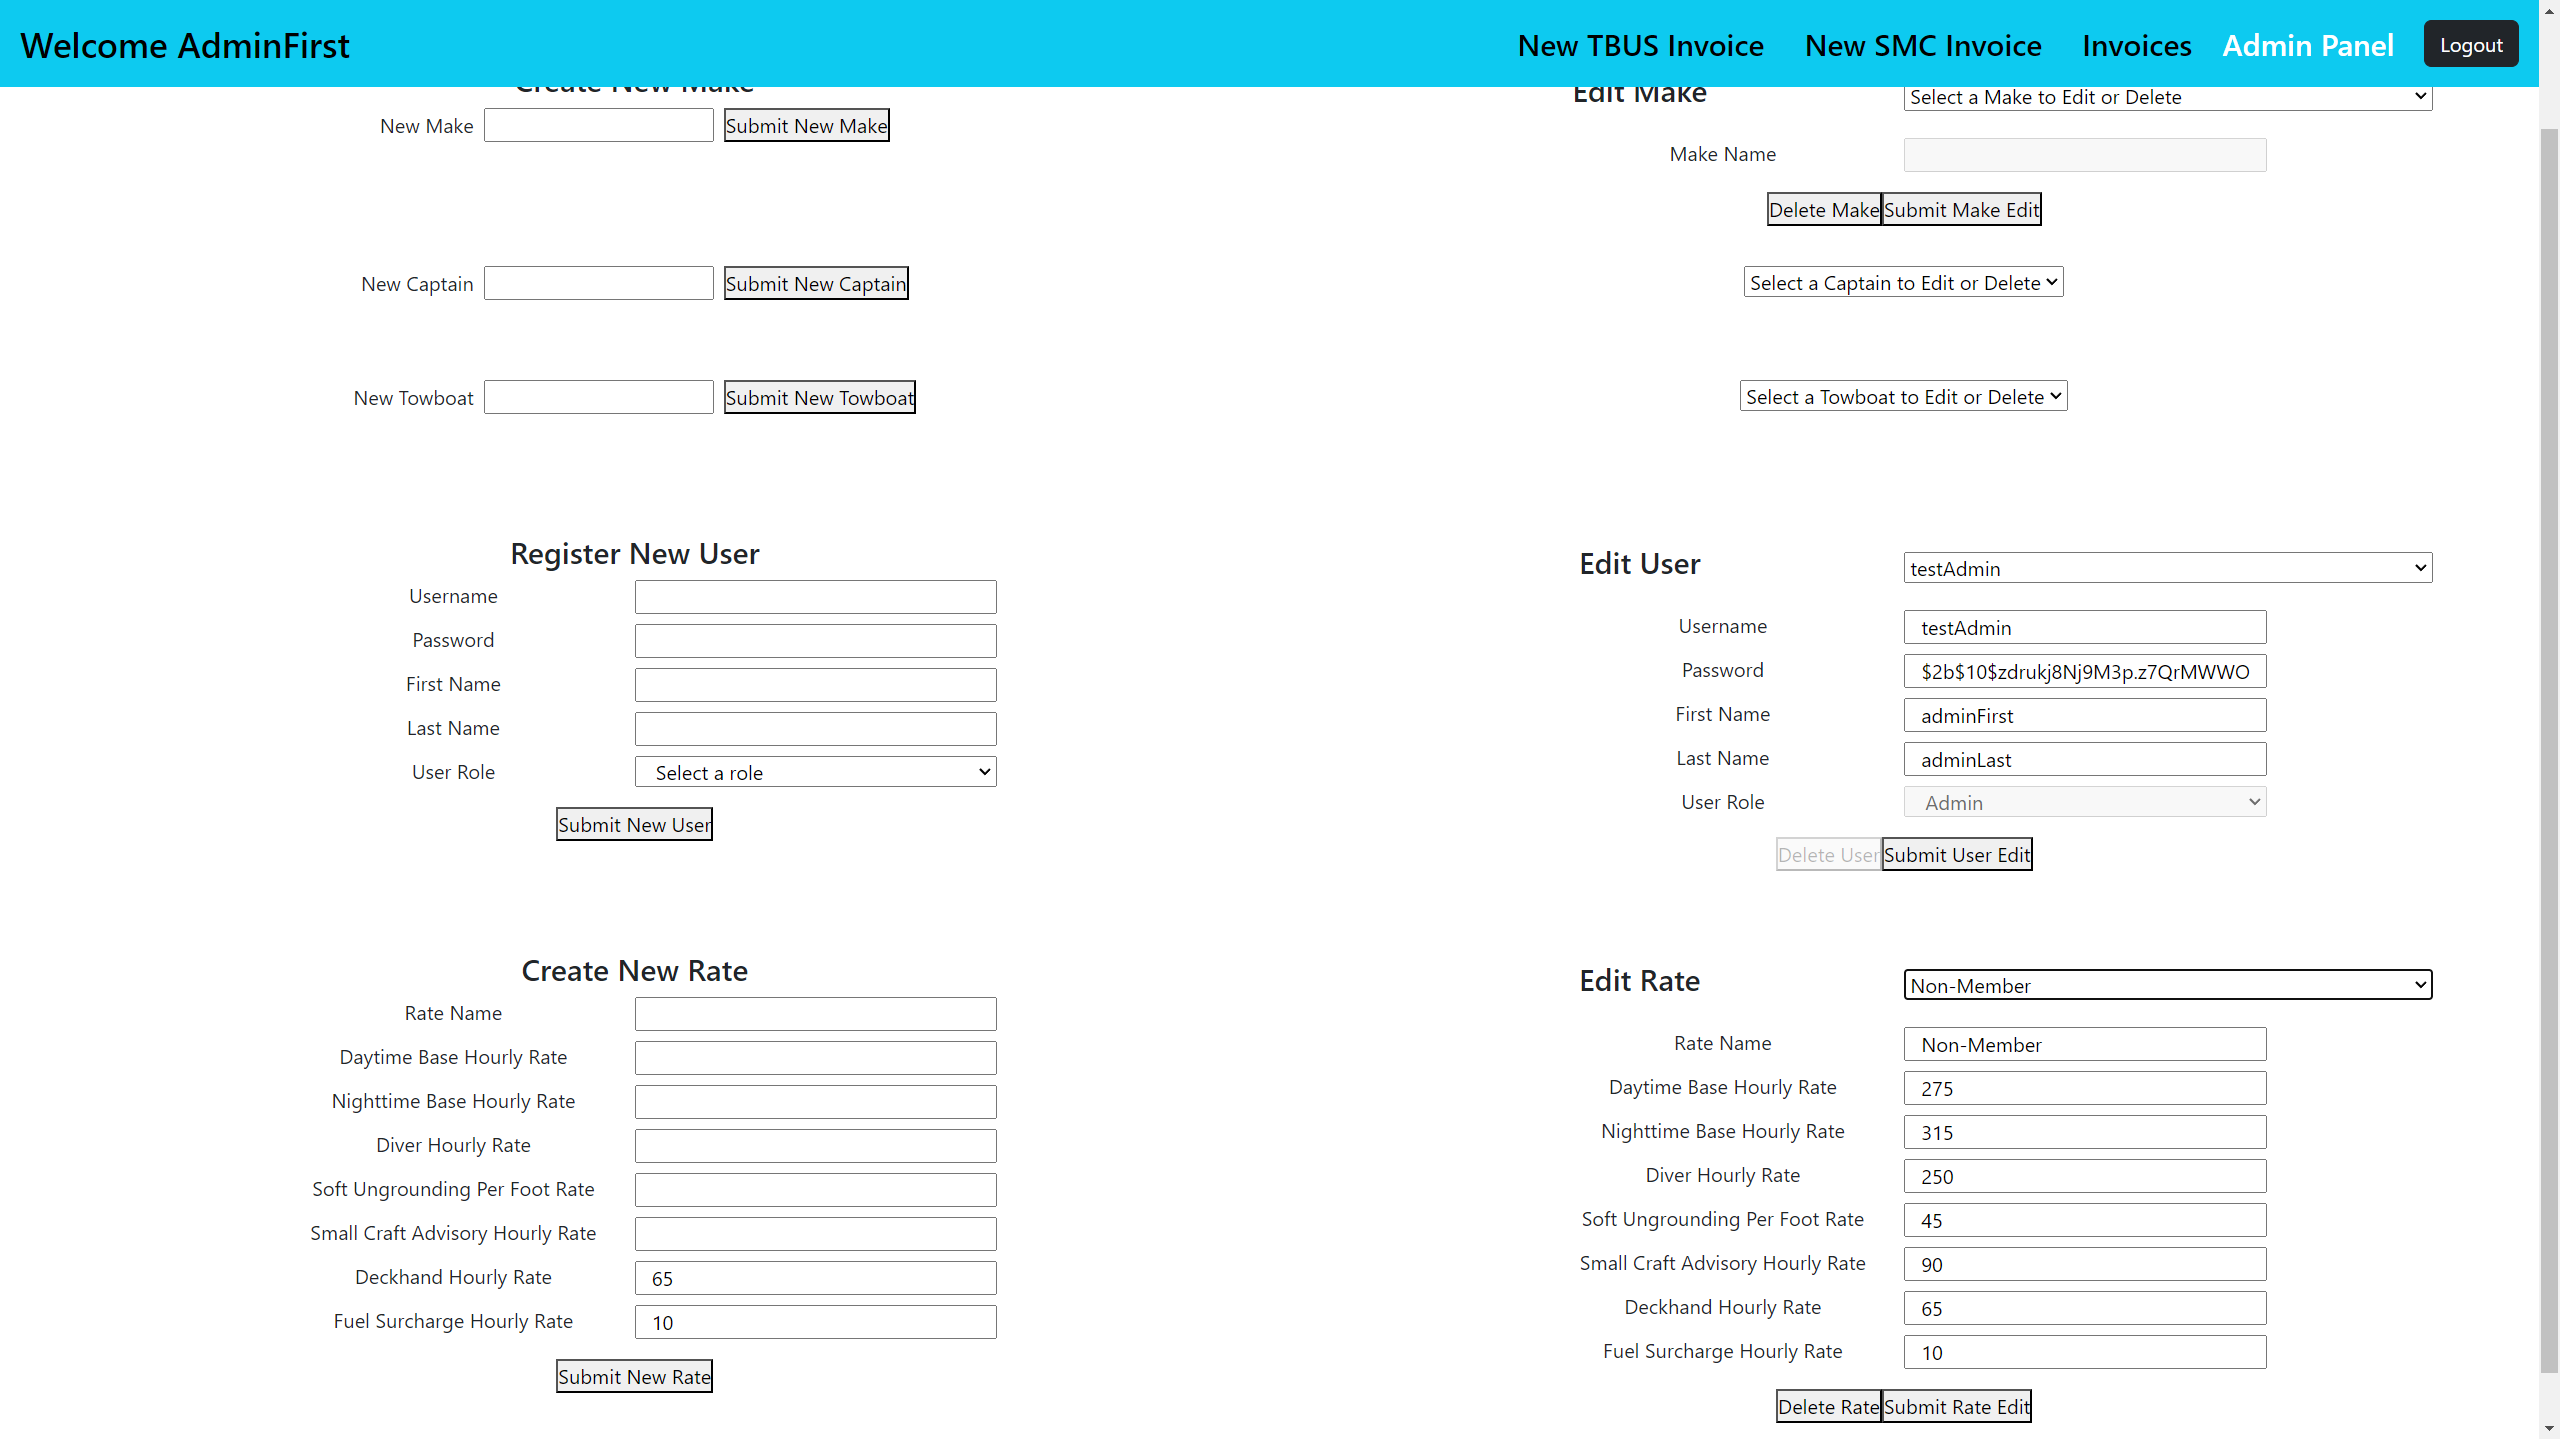 Welcome AdminFirst
New TBUS Invoice
New SMC Invoice
Invoices
Admin Panel
Logout
Create New Make
New Make
Submit New Make
Edit Make
Select a Make to Edit or Delete
Make Name
Delete Make
Submit Make Edit
New Captain
Submit New Captain
Select a Captain to Edit or Delete
New Towboat
Submit New Towboat
Select a Towboat to Edit or Delete
Register New User
Username
Password
First Name
Last Name
User Role
Select a role
Submit New User
Edit User
testAdmin
Username
testAdmin
Password
$2b$10$zdrukj8Nj9M3p.z7QrMWWO
First Name
adminFirst
Last Name
adminLast
User Role
Admin
Delete User
Submit User Edit
Create New Rate
Rate Name
Daytime Base Hourly Rate
Nighttime Base Hourly Rate
Diver Hourly Rate
Soft Ungrounding Per Foot Rate
Small Craft Advisory Hourly Rate
Deckhand Hourly Rate
65
Fuel Surcharge Hourly Rate
10
Submit New Rate
Edit Rate
Non-Member
Rate Name
Non-Member
Daytime Base Hourly Rate
275
Nighttime Base Hourly Rate
315
Diver Hourly Rate
250
Soft Ungrounding Per Foot Rate
45
Small Craft Advisory Hourly Rate
90
Deckhand Hourly Rate
65
Fuel Surcharge Hourly Rate
10
Delete Rate
Submit Rate Edit